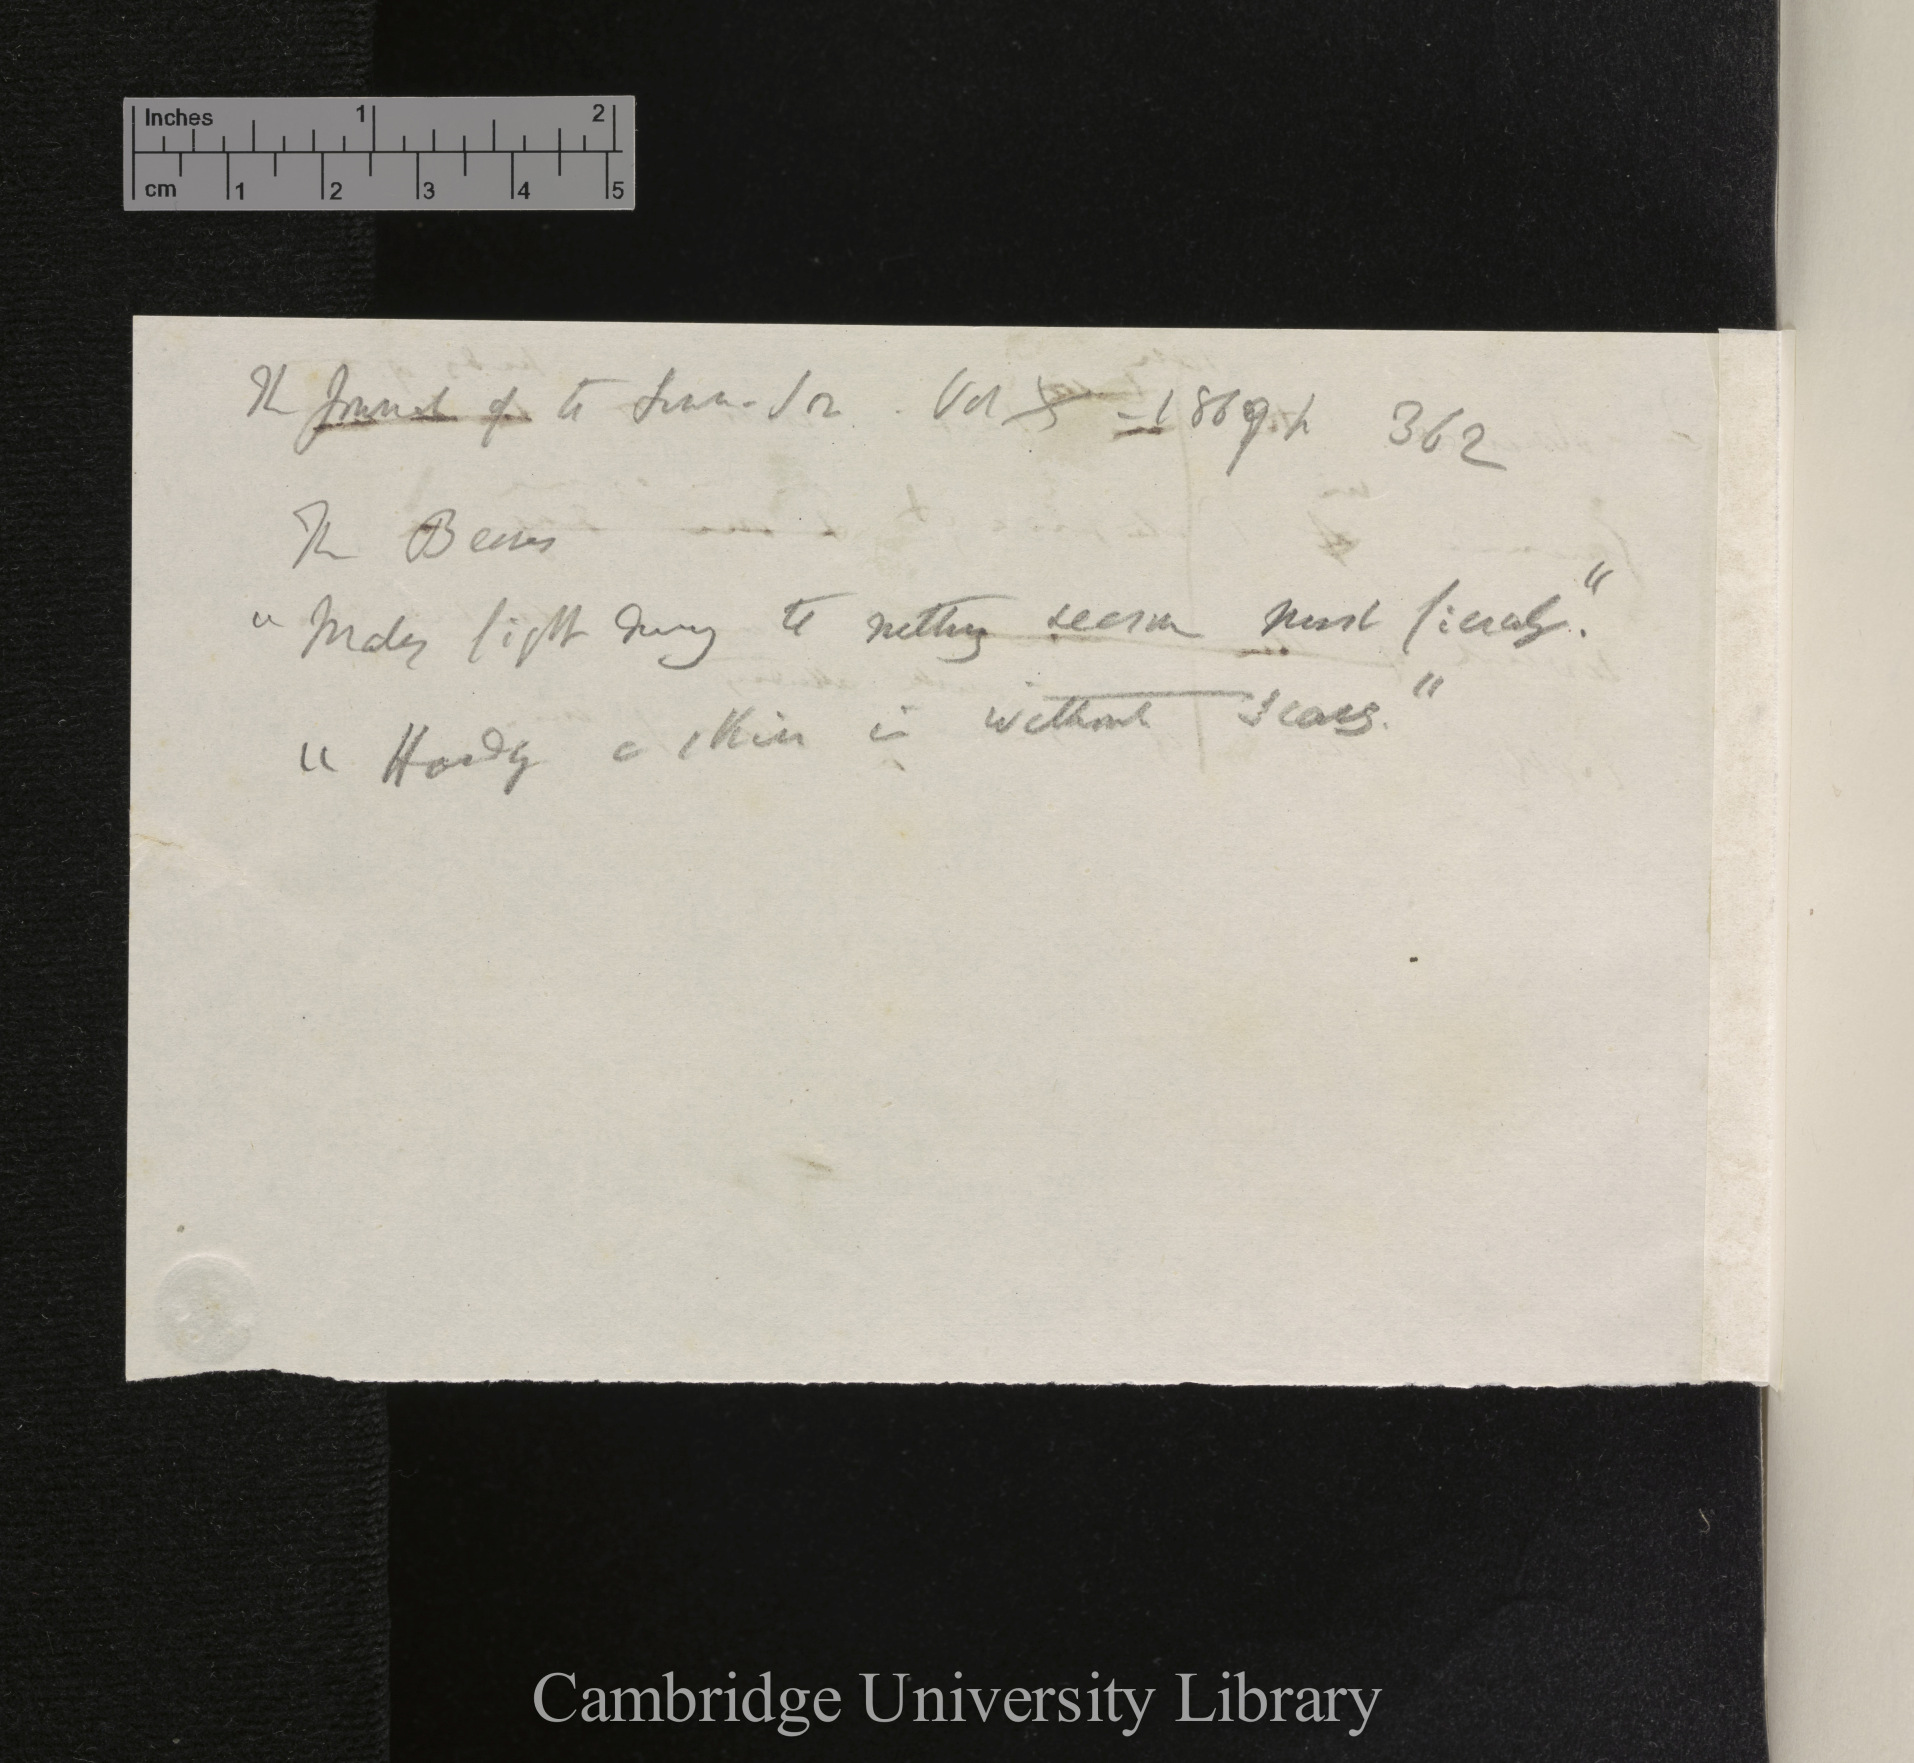 Inches 1 2
cm 1 2 3 4 5
The Journal of the Linn. Soc. Vol X 1869. p 362
The Beaver
"Males fight during the rutting season most fiercely."
"Hardly a skin is without scars."
Cambridge University Library